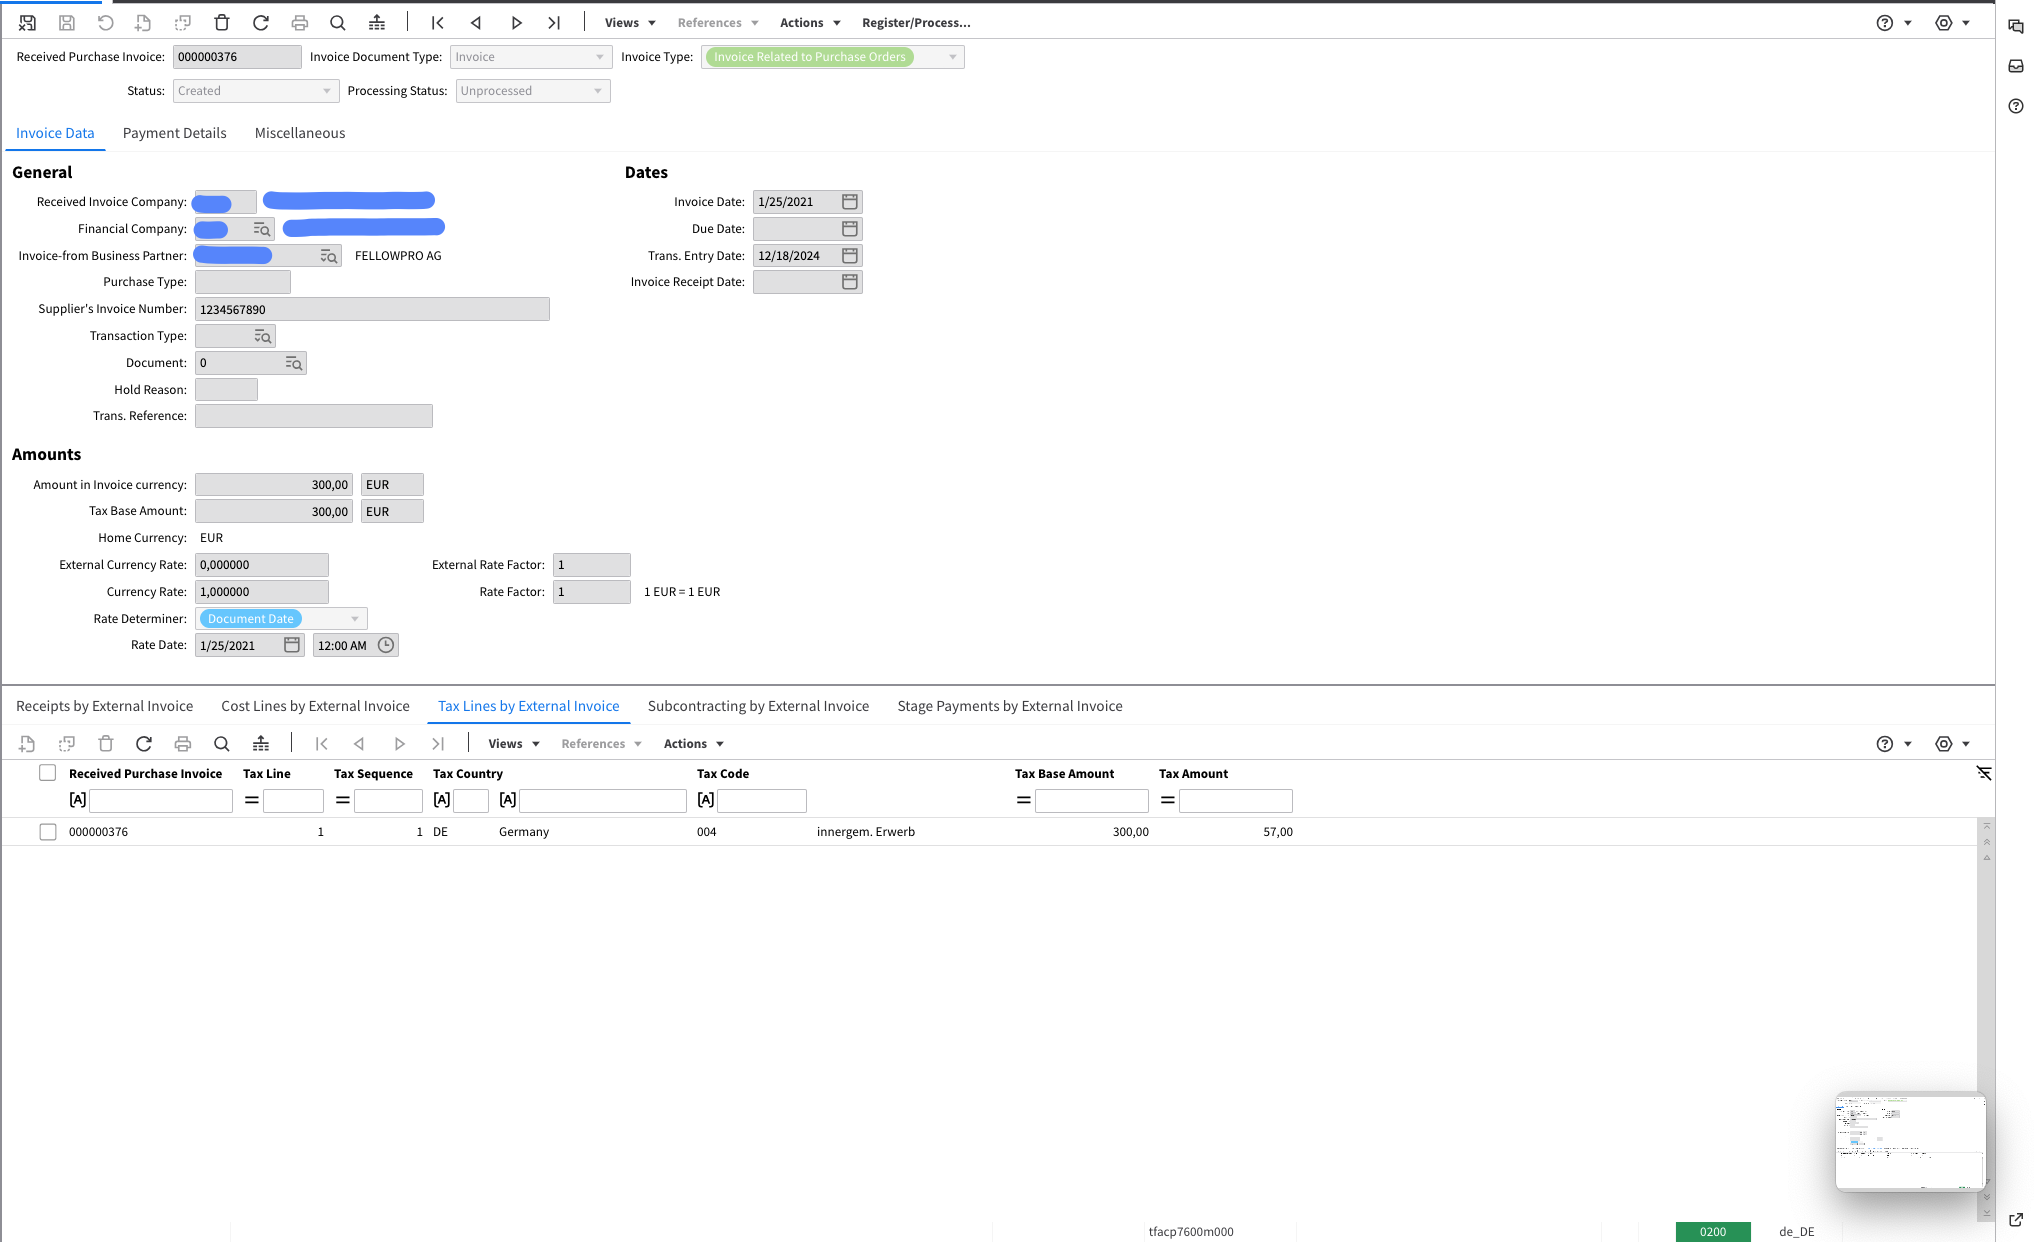 Views References Actions Register/Process...
Received Purchase Invoice: 000000376 Invoice Document Type: Invoice Invoice Type: Invoice Related to Purchase Orders
Status: Created Processing Status: Unprocessed
Invoice Data Payment Details Miscellaneous
General Dates
Received Invoice Company: Invoice Date: 1/25/2021
Financial Company: Due Date:
Invoice-from Business Partner: FELLOWPRO AG Trans. Entry Date: 12/18/2024
Purchase Type: Invoice Receipt Date:
Supplier's Invoice Number: 1234567890
Transaction Type:
Document: 0
Hold Reason:
Trans. Reference:
Amounts
Amount in Invoice currency: 300,00 EUR
Tax Base Amount: 300,00 EUR
Home Currency: EUR
External Currency Rate: 0,000000 External Rate Factor: 1
Currency Rate: 1,000000 Rate Factor: 1 1 EUR = 1 EUR
Rate Determiner: Document Date
Rate Date: 1/25/2021 12:00 AM
Receipts by External Invoice Cost Lines by External Invoice Tax Lines by External Invoice Subcontracting by External Invoice Stage Payments by External Invoice
Views References Actions
Received Purchase Invoice Tax Line Tax Sequence Tax Country Tax Code Tax Base Amount Tax Amount
[A] = = [A] [A] [A] = =
000000376 1 1 DE Germany 004 innergem. Erwerb 300,00 57,00
tfacp7600m000 0200 de_DE